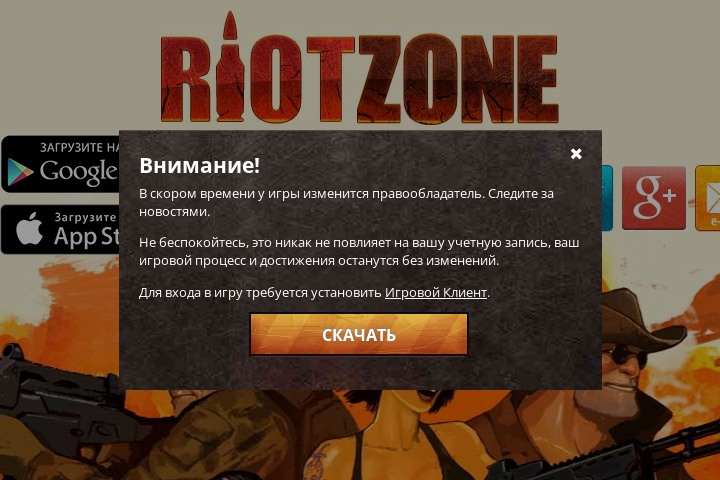 RIOTZONE
ЗАГРУЗИТЕ НА
Google
Загрузите
App St
g+
e-
Внимание!
В скором времени у игры изменится правообладатель. Следите за
новостями.
Не беспокойтесь, это никак не повлияет на вашу учетную запись, ваш
игровой процесс и достижения останутся без изменений.
Для входа в игру требуется установить Игровой Клиент.
СКАЧАТЬ